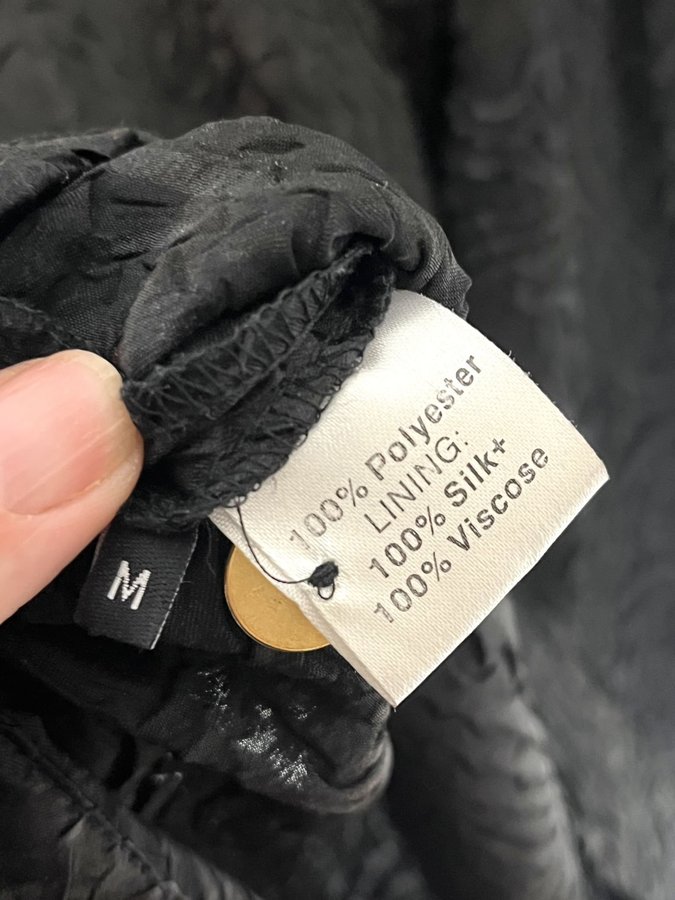 100% Polyester
LINING:
100% Silk+
100% Viscose
M